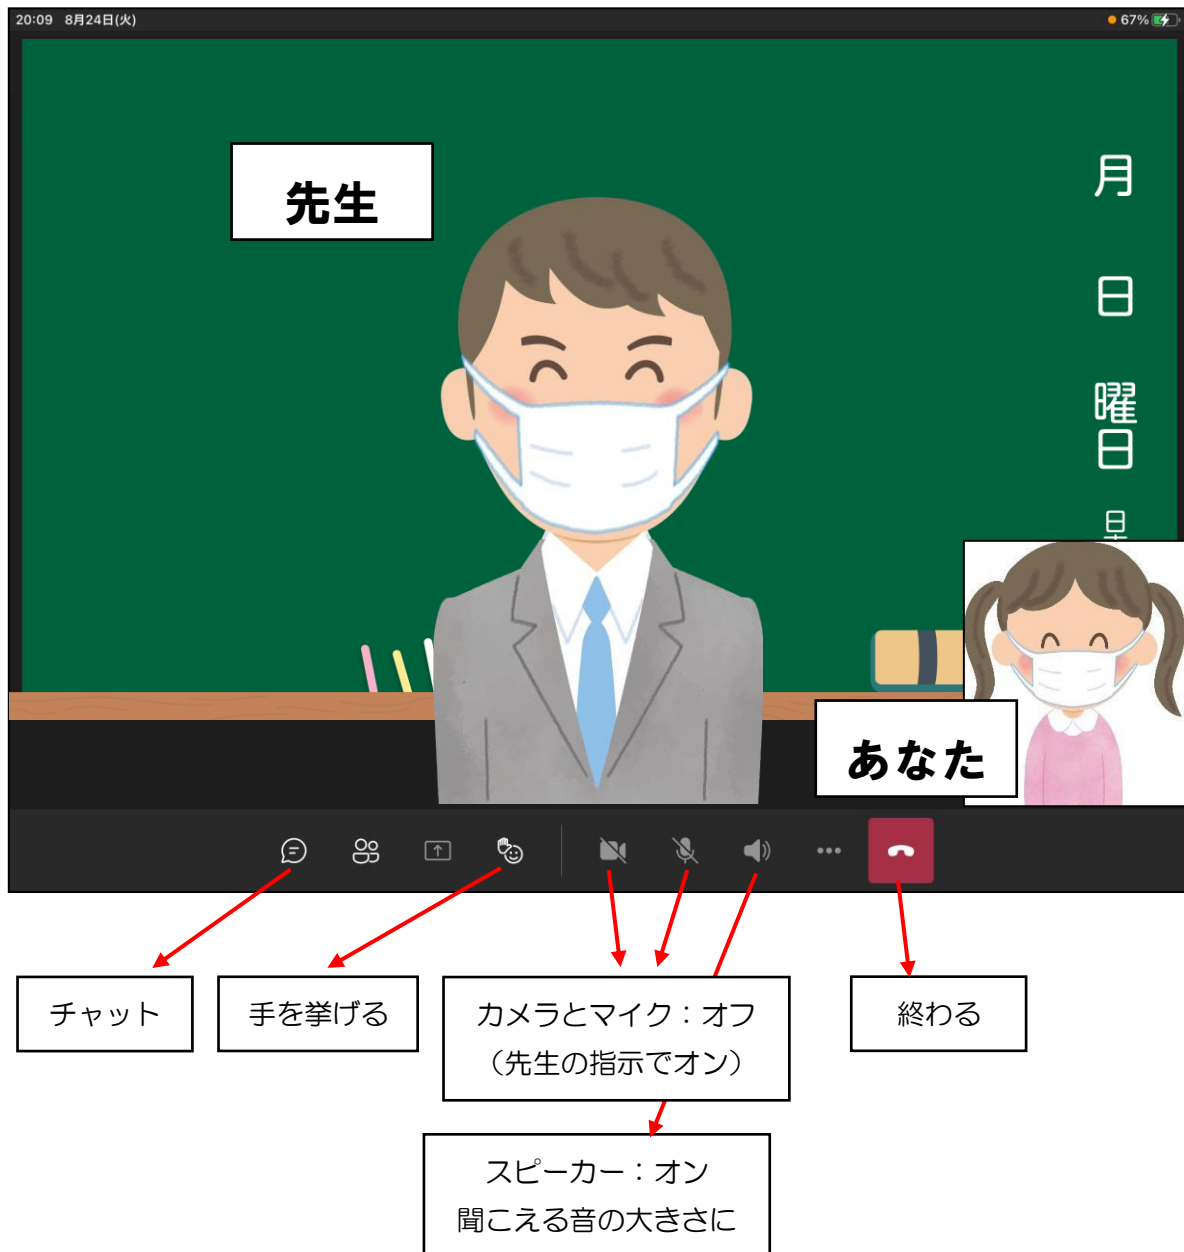 20:09 8月24日(火)
67%
先生
月
日
曜
日
日
あなた
チャット
手を挙げる
カメラとマイク：オフ
（先生の指示でオン）
終わる
スピーカー：オン
聞こえる音の大きさに